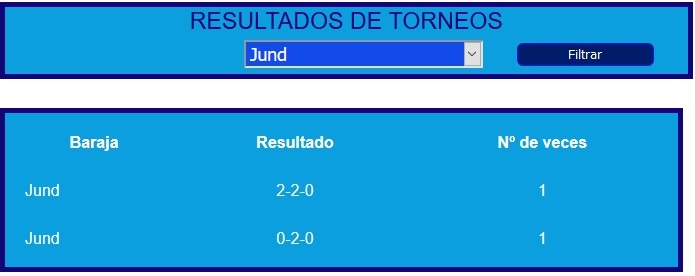 RESULTADOS DE TORNEOS
Jund Filtrar
Baraja Resultado Nº de veces
Jund 2-2-0 1
Jund 0-2-0 1